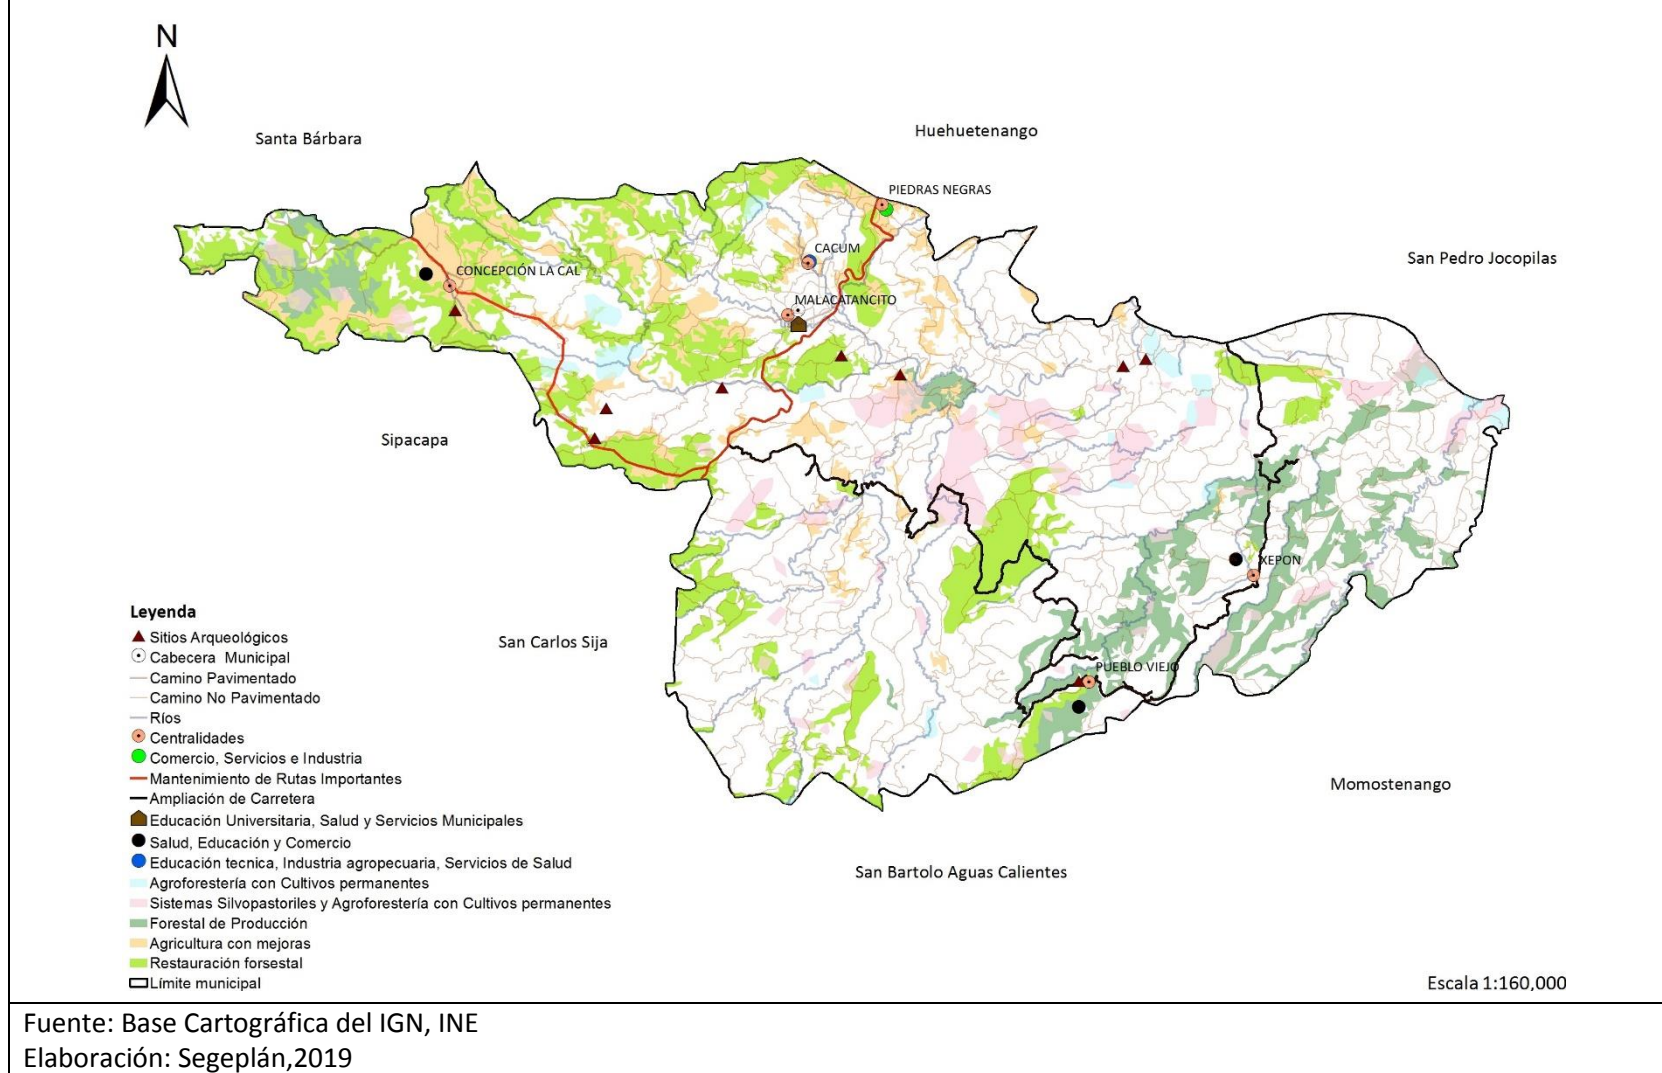 N
Santa Bárbara
Huehuetenango
PIEDRAS NEGRAS
San Pedro Jocopilas
CACUM
CONCEPCIÓN LA CAL
MALACATANCITO
Sipacapa
XEPON
San Carlos Sija
PUEBLO VIEJO
Momostenango
San Bartolo Aguas Calientes
Leyenda
Sitios Arqueológicos
Cabecera Municipal
Camino Pavimentado
Camino No Pavimentado
Ríos
Centralidades
Comercio, Servicios e Industria
Mantenimiento de Rutas Importantes
Ampliación de Carretera
Educación Universitaria, Salud y Servicios Municipales
Salud, Educación y Comercio
Educación tecnica, Industria agropecuaria, Servicios de Salud
Agroforestería con Cultivos permanentes
Sistemas Silvopastoriles y Agroforestería con Cultivos permanentes
Forestal de Producción
Agricultura con mejoras
Restauración forsestal
Límite municipal
Escala 1:160,000
Fuente: Base Cartográfica del IGN, INE
Elaboración: Segeplán,2019